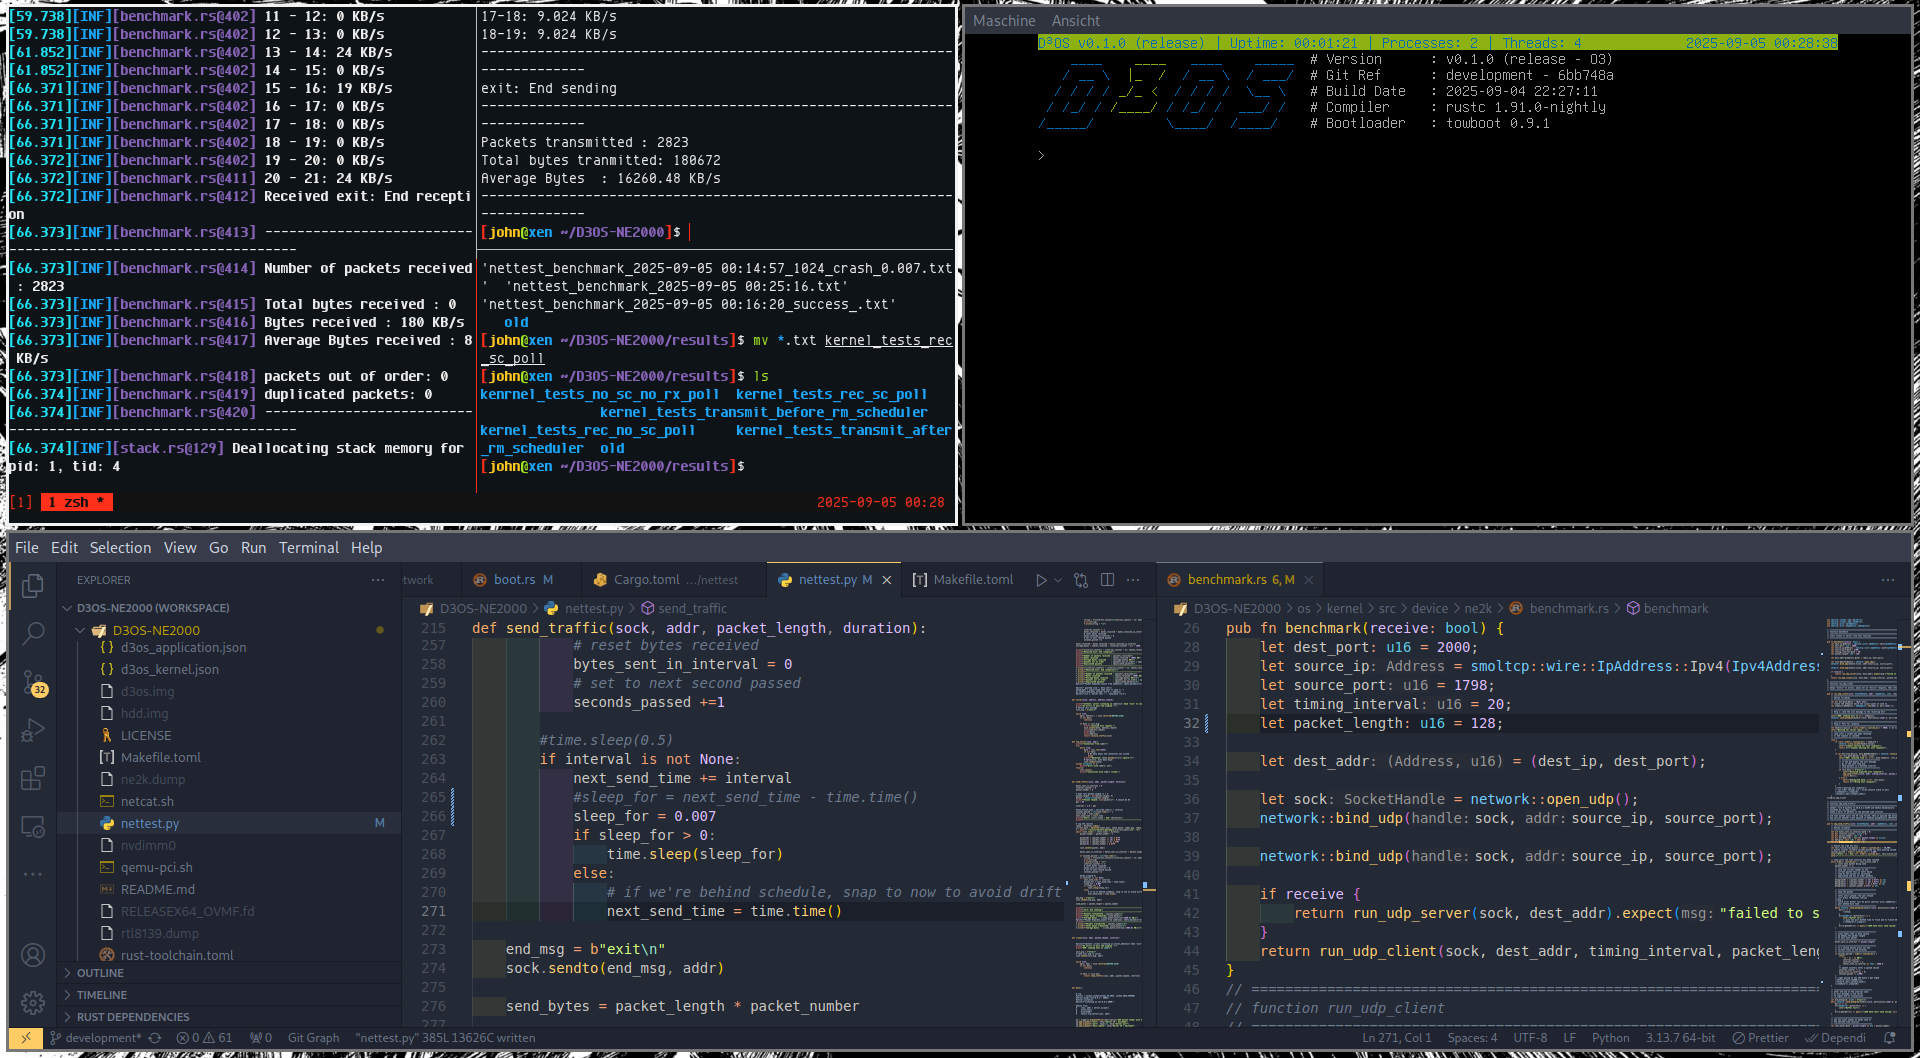 [59.738][INF][benchmark.rs@402] 11 - 12: 0 KB/s
[59.738][INF][benchmark.rs@402] 12 - 13: 0 KB/s
[61.852][INF][benchmark.rs@402] 13 - 14: 24 KB/s
[61.852][INF][benchmark.rs@402] 14 - 15: 0 KB/s
[66.371][INF][benchmark.rs@402] 15 - 16: 19 KB/s
[66.371][INF][benchmark.rs@402] 16 - 17: 0 KB/s
[66.371][INF][benchmark.rs@402] 17 - 18: 0 KB/s
[66.371][INF][benchmark.rs@402] 18 - 19: 0 KB/s
[66.372][INF][benchmark.rs@402] 19 - 20: 0 KB/s
[66.372][INF][benchmark.rs@411] 20 - 21: 24 KB/s
[66.372][INF][benchmark.rs@412] Received exit: End recepti
on
[66.373][INF][benchmark.rs@413] --------------------------
------------------------------------
[66.373][INF][benchmark.rs@414] Number of packets received
 : 2823
[66.373][INF][benchmark.rs@415] Total bytes received : 0
[66.373][INF][benchmark.rs@416] Bytes received : 180 KB/s
[66.373][INF][benchmark.rs@417] Average Bytes received : 8
 KB/s
[66.373][INF][benchmark.rs@418] packets out of order: 0
[66.374][INF][benchmark.rs@419] duplicated packets: 0
[66.374][INF][benchmark.rs@420] --------------------------
------------------------------------
[66.374][INF][stack.rs@129] Deallocating stack memory for
pid: 1, tid: 4
17-18: 9.024 KB/s
18-19: 9.024 KB/s
-----------------------------------------------------------
-------------
exit: End sending
-----------------------------------------------------------
-------------
Packets transmitted : 2823
Total bytes tranmitted: 180672
Average Bytes  : 16260.48 KB/s
-----------------------------------------------------------
-------------
[john@xen ~/D3OS-NE2000]$
'nettest_benchmark_2025-09-05 00:14:57_1024_crash_0.007.txt
'  'nettest_benchmark_2025-09-05 00:25:16.txt'
'nettest_benchmark_2025-09-05 00:16:20_success_.txt'
   old
[john@xen ~/D3OS-NE2000/results]$ mv *.txt kernel_tests_rec
_sc_poll
[john@xen ~/D3OS-NE2000/results]$ ls
kenrnel_tests_no_sc_no_rx_poll  kernel_tests_rec_sc_poll
kernel_tests_transmit_before_rm_scheduler
kernel_tests_rec_no_sc_poll     kernel_tests_transmit_after
_rm_scheduler  old
[john@xen ~/D3OS-NE2000/results]$
[1] 1 zsh * 2025-09-05 00:28
Maschine Ansicht
D³OS v0.1.0 (release) | Uptime: 00:01:21 | Processes: 2 | Threads: 4 2025-09-05 00:28:38
# Version : v0.1.0 (release - O3)
# Git Ref : development - 6bb748a
# Build Date : 2025-09-04 22:27:11
# Compiler : rustc 1.91.0-nightly
# Bootloader : towboot 0.9.1
>
File Edit Selection View Go Run Terminal Help
EXPLORER ···
D3OS-NE2000 (WORKSPACE)
D3OS-NE2000
{} d3os_application.json
{} d3os_kernel.json
d3os.img
hdd.img
LICENSE
Makefile.toml
ne2k.dump
netcat.sh
nettest.py M
nvdimm0
qemu-pci.sh
README.md
RELEASEX64_OVMF.fd
rtl8139.dump
rust-toolchain.toml
OUTLINE
TIMELINE
RUST DEPENDENCIES
32
etwork boot.rs M Cargo.toml .../nettest nettest.py M Makefile.toml
D3OS-NE2000 > nettest.py > send_traffic
215 def send_traffic(sock, addr, packet_length, duration):
257 # reset bytes received
258 bytes_sent_in_interval = 0
259 # set to next second passed
260 seconds_passed +=1
261
262 #time.sleep(0.5)
263 if interval is not None:
264 next_send_time += interval
265 #sleep_for = next_send_time - time.time()
266 sleep_for = 0.007
267 if sleep_for > 0:
268 time.sleep(sleep_for)
269 else:
270 # if we're behind schedule, snap to now to avoid drift
271 next_send_time = time.time()
272
273 end_msg = b"exit\n"
274 sock.sendto(end_msg, addr)
275
276 send_bytes = packet_length * packet_number
277
benchmark.rs 6, M
D3OS-NE2000 > os > kernel > src > device > ne2k > benchmark.rs > benchmark
26 pub fn benchmark(receive: bool) {
28 let dest_port: u16 = 2000;
29 let source_ip: Address = smoltcp::wire::IpAddress::Ipv4(Ipv4Address
30 let source_port: u16 = 1798;
31 let timing_interval: u16 = 20;
32 let packet_length: u16 = 128;
33
34 let dest_addr: (Address, u16) = (dest_ip, dest_port);
35
36 let sock: SocketHandle = network::open_udp();
37 network::bind_udp(handle: sock, addr: source_ip, source_port);
38
39 network::bind_udp(handle: sock, addr: source_ip, source_port);
40
41 if receive {
42 return run_udp_server(sock, dest_addr).expect(msg: "failed to s
43 }
44 return run_udp_client(sock, dest_addr, timing_interval, packet_leng
45 }
46 // ====================================================================
47 // function run_udp_client
48 // ====================================================================
development* 0 61 0 Git Graph "nettest.py" 385L 13626C written Ln 271, Col 1 Spaces: 4 UTF-8 LF Python 3.13.7 64-bit Prettier Dependi